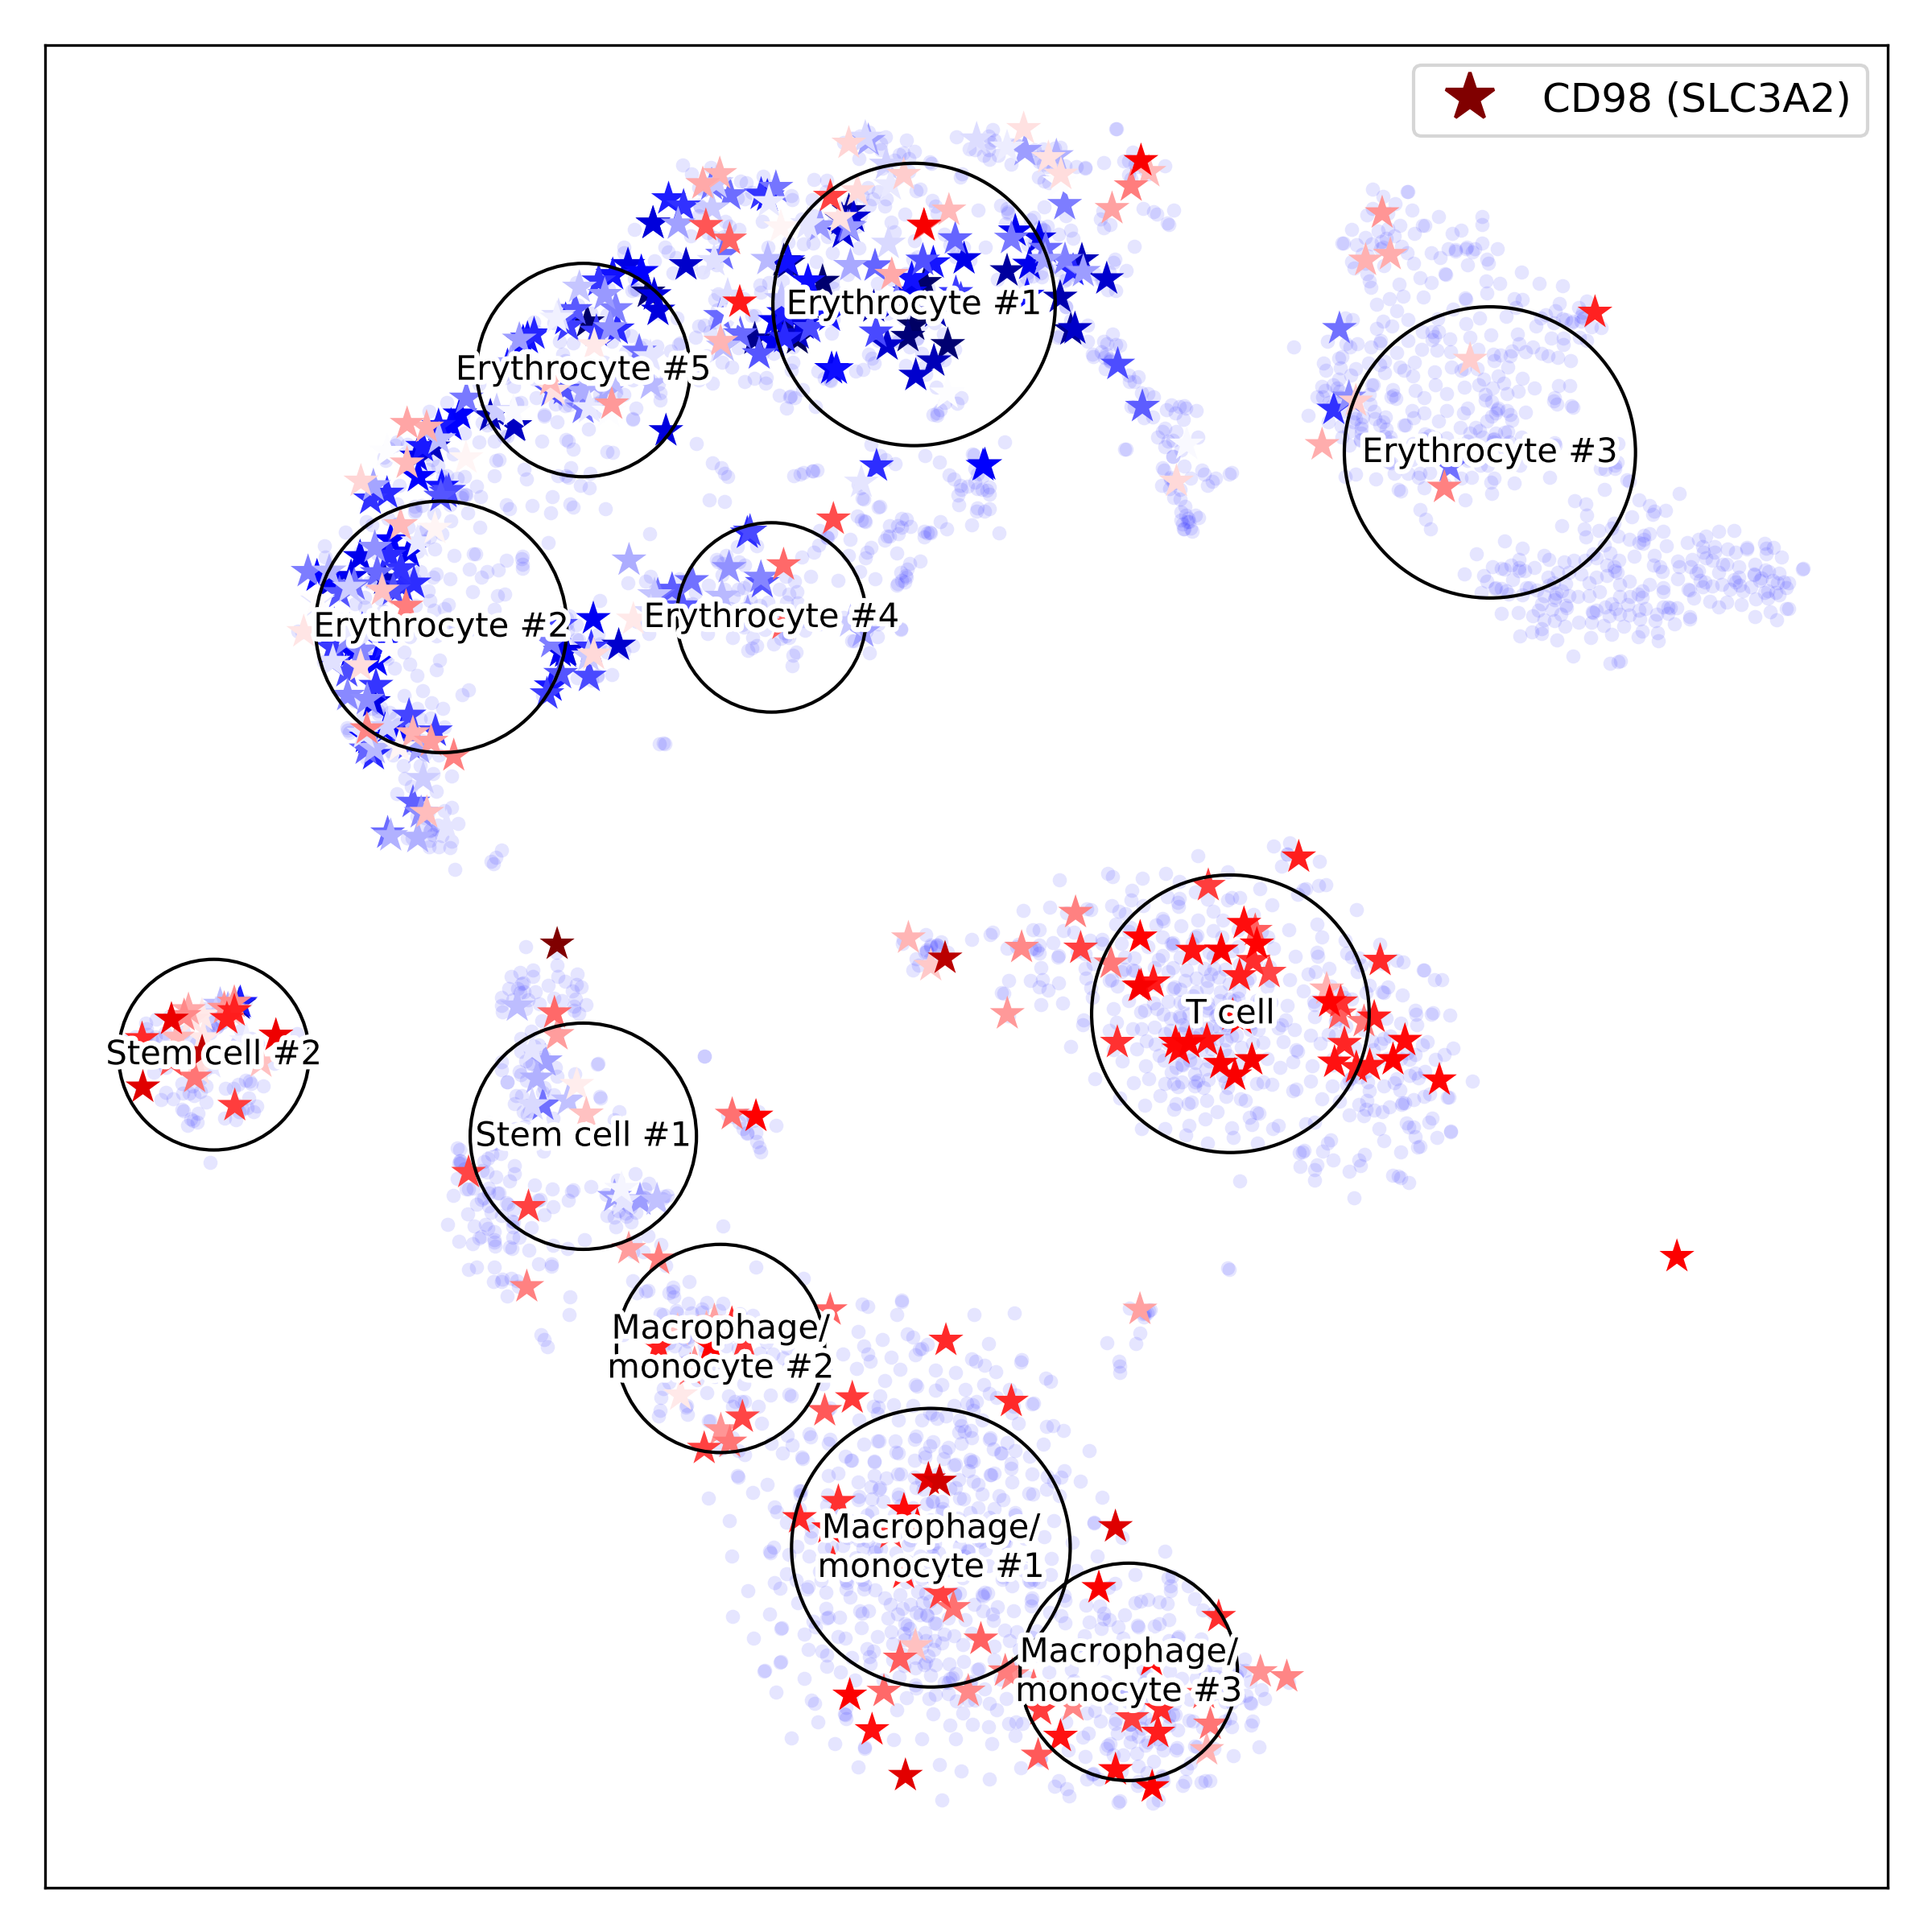 CD98 (SLC3A2)
Erythrocyte #1
Erythrocyte #5
Erythrocyte #3
Erythrocyte #4
Erythrocyte #2
T cell
Stem cell #2
Stem cell #1
Macrophage/
monocyte #2
Macrophage/
monocyte #1
Macrophage/
monocyte #3